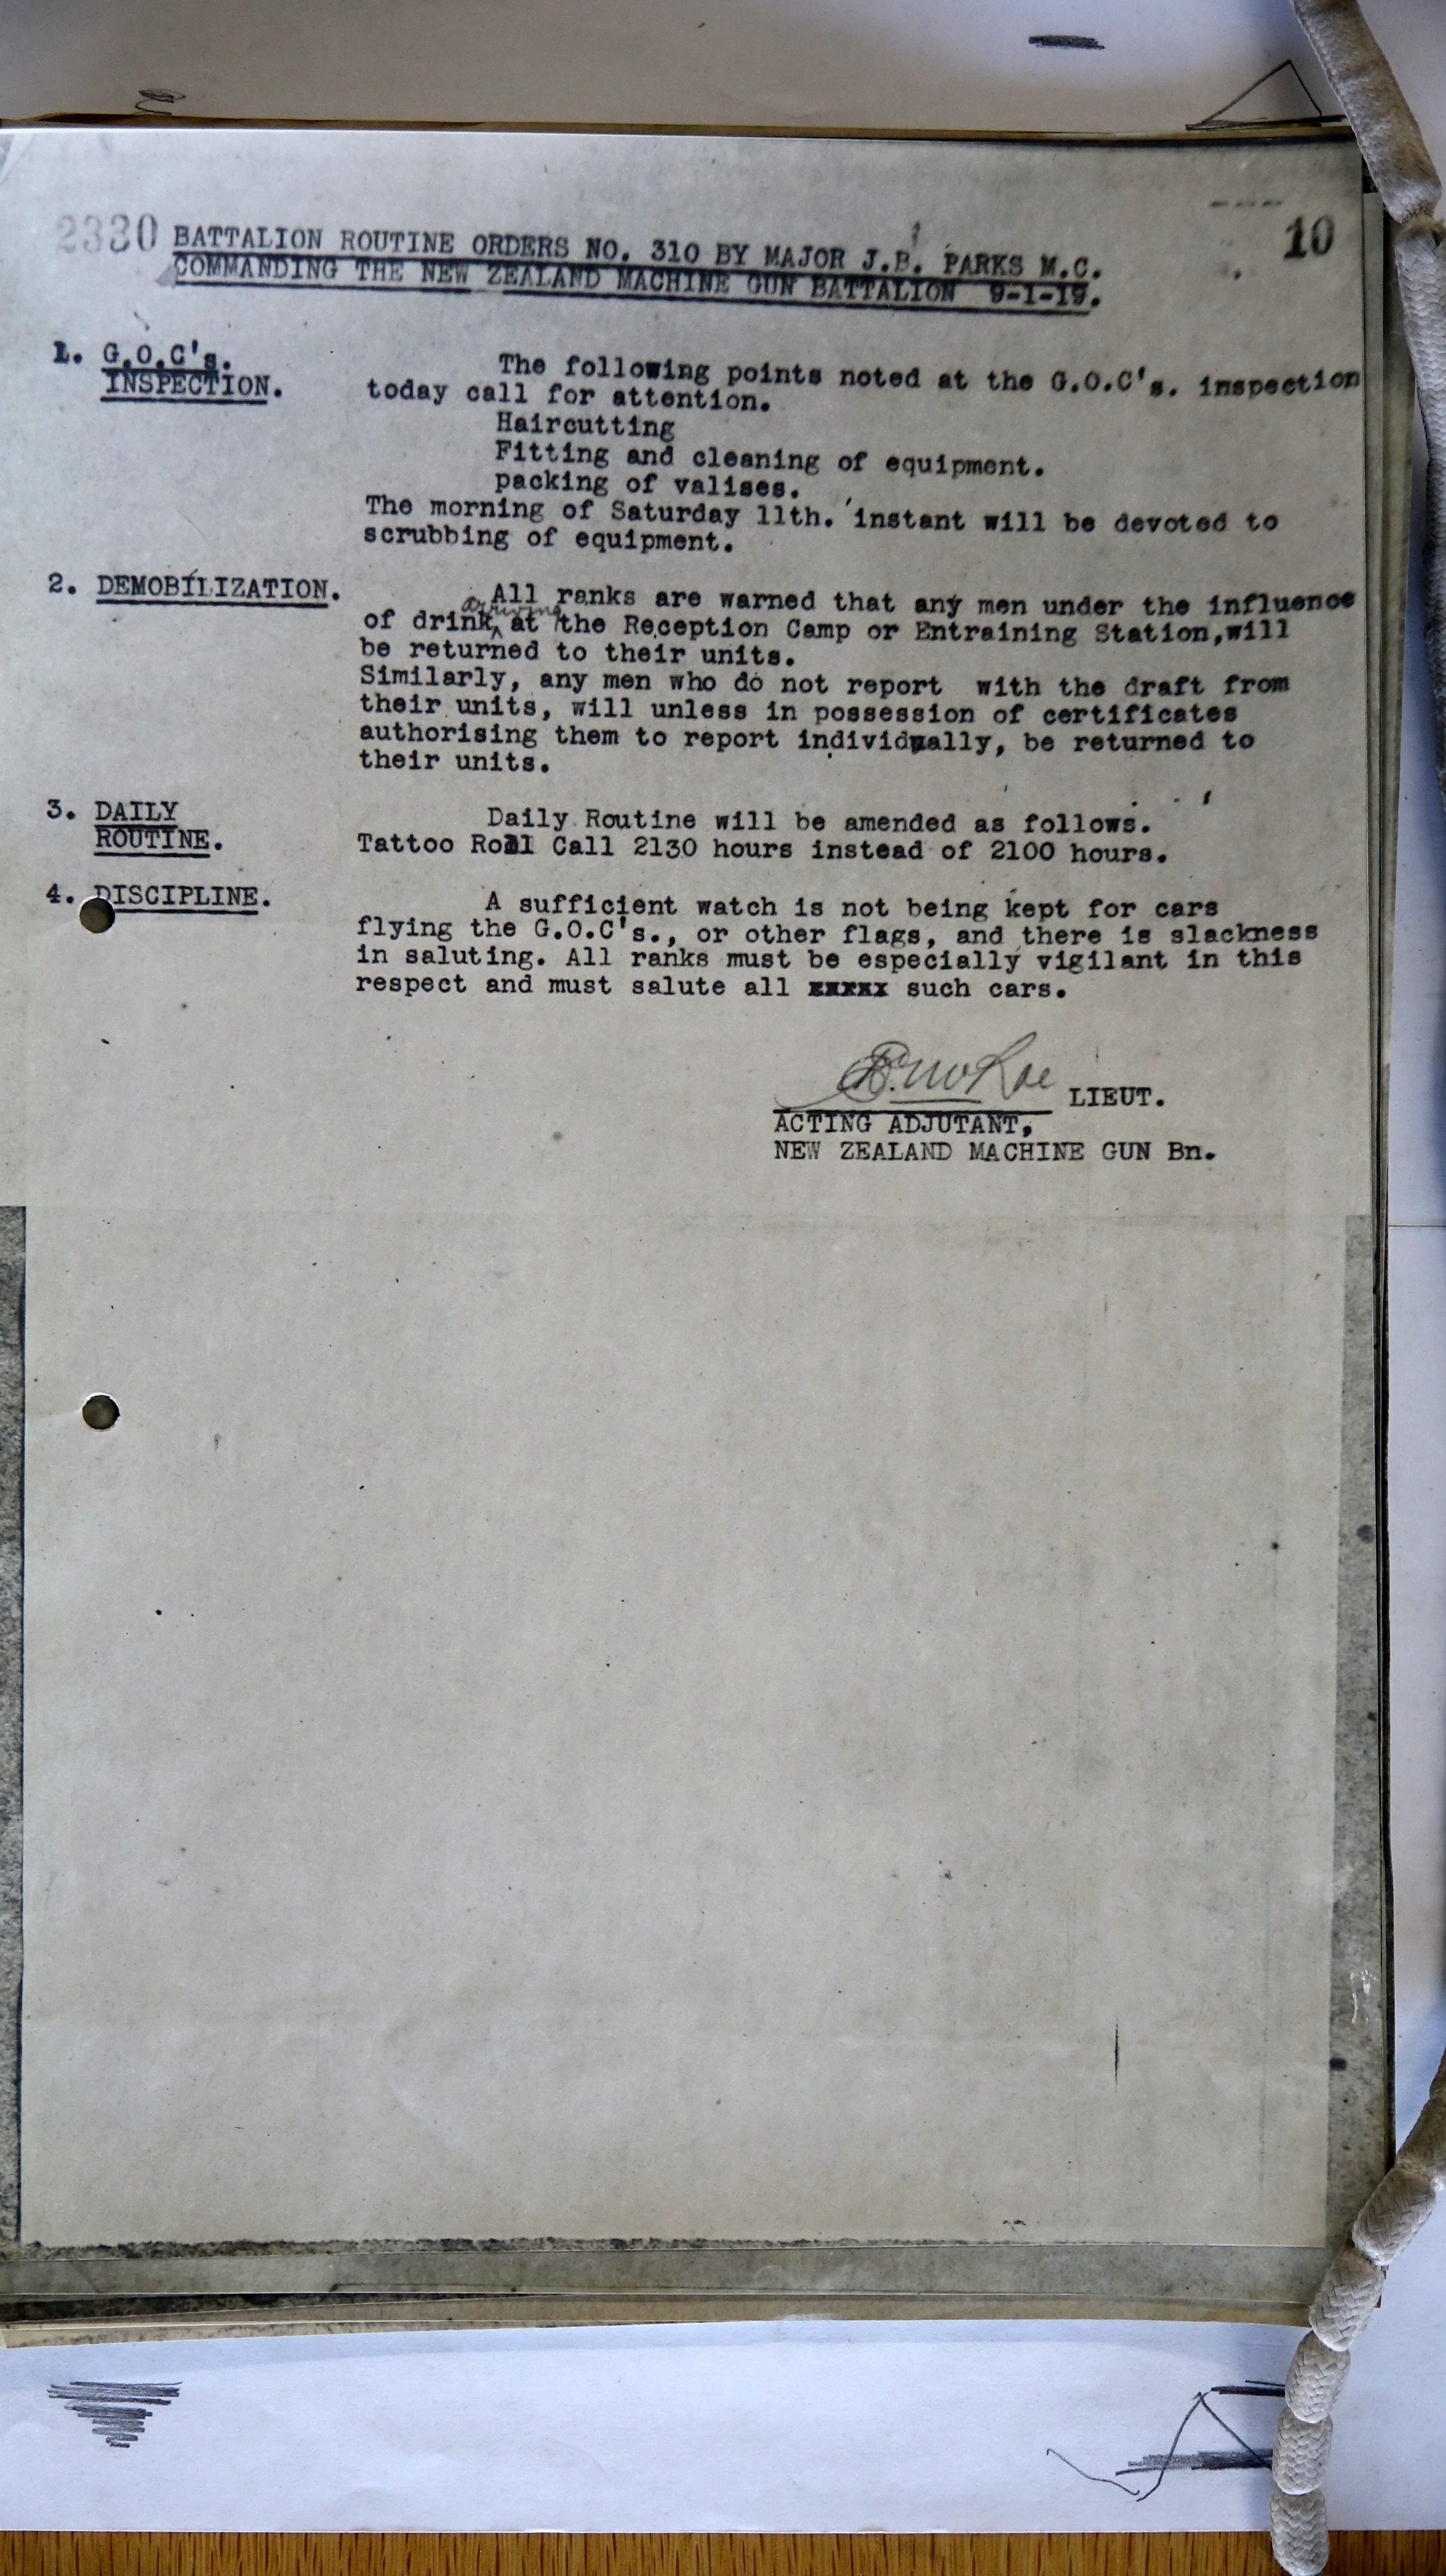 2330 BATTALION ROUTINE ORDERS NO. 310 BY MAJOR J.B. PARKS M.C. 10
COMMANDING THE NEW ZEALAND MACHINE GUN BATTALION 9-1-19.
1. G.O.C's. The following points noted at the G.O.C's. inspection
INSPECTION. today call for attention.
Haircutting
Fitting and cleaning of equipment.
packing of valises.
The morning of Saturday 11th. instant will be devoted to
scrubbing of equipment.
2. DEMOBILIZATION. All ranks are warned that any men under the influence
of drink, arriving at the Reception Camp or Entraining Station,will
be returned to their units.
Similarly, any men who do not report with the draft from
their units, will unless in possession of certificates
authorising them to report individually, be returned to
their units.
3. DAILY Daily Routine will be amended as follows.
ROUTINE. Tattoo Roll Call 2130 hours instead of 2100 hours.
4. DISCIPLINE. A sufficient watch is not being kept for cars
flying the G.O.C's., or other flags, and there is slackness
in saluting. All ranks must be especially vigilant in this
respect and must salute all xxxxx such cars.
LIEUT.
ACTING ADJUTANT,
NEW ZEALAND MACHINE GUN Bn.